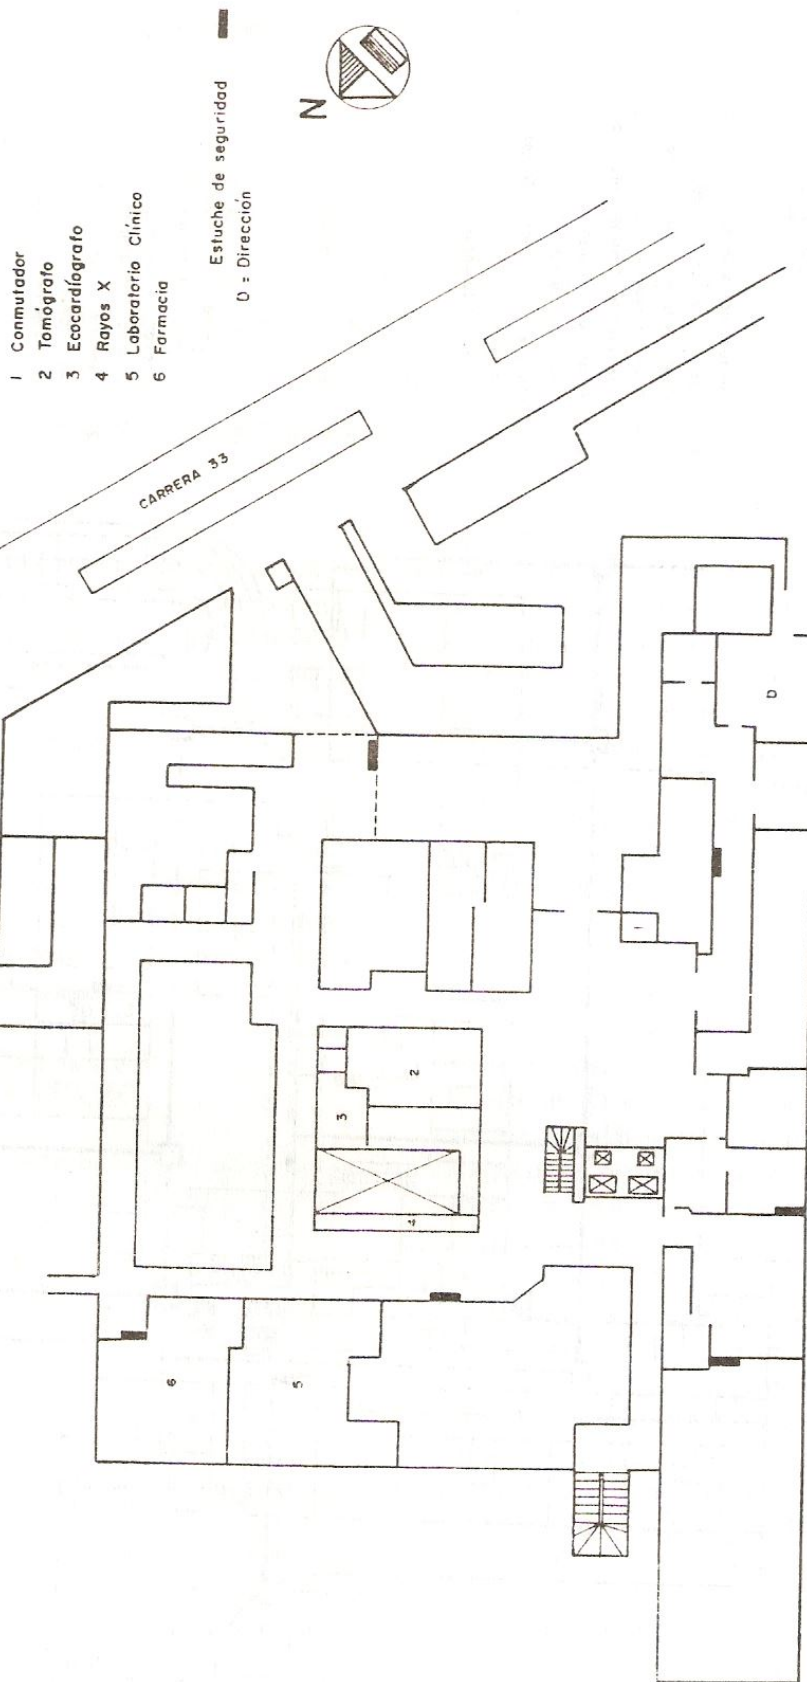 1 Conmutador
2 Tomógrafo
3 Ecocardíografo
4 Rayos X
5 Laboratorio Clínico
6 Farmacia
Estuche de seguridad
D : Dirección
N
CARRERA 33
6
5
4
3
2
1
D